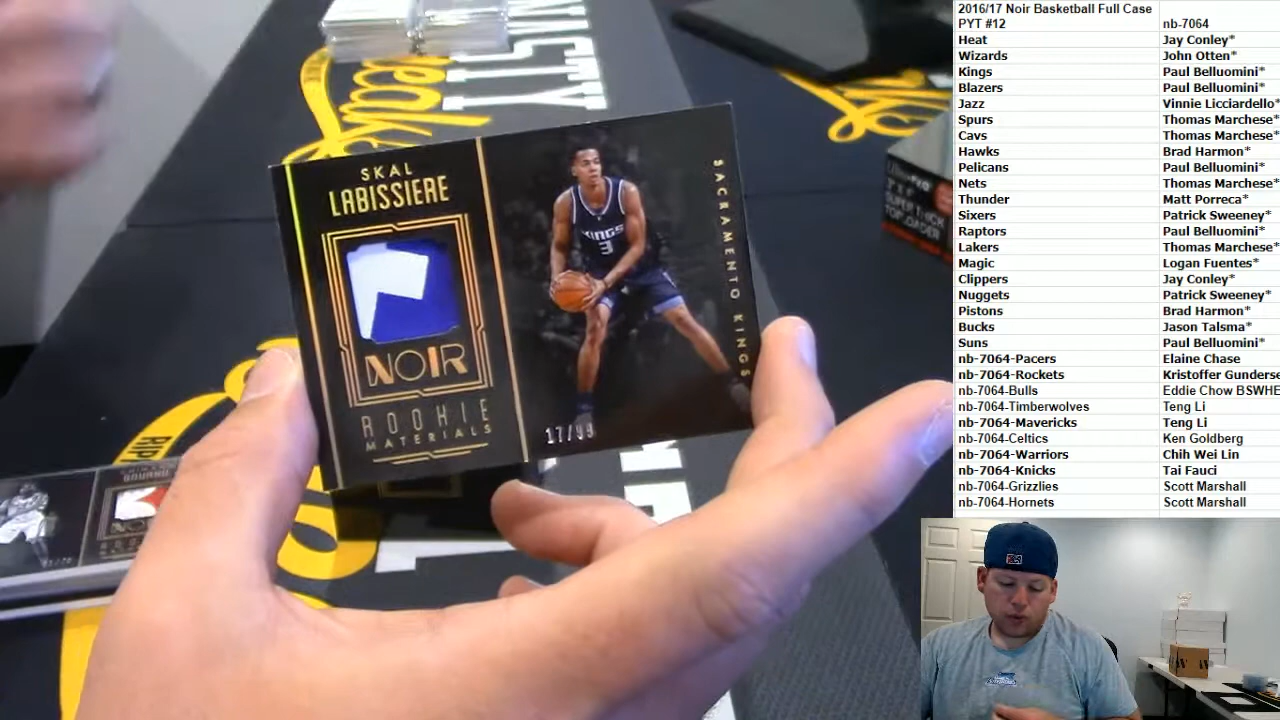 SKAL
LABISSIERE
NOIR
ROOKIE
MATERIALS
KINGS
3
SACRAMENTO KINGS
17/99
2016/17 Noir Basketball Full Case
PYT #12 nb-7064
Heat Jay Conley*
Wizards John Otten*
Kings Paul Belluomini*
Blazers Paul Belluomini*
Jazz Vinnie Licciardello*
Spurs Thomas Marchese*
Cavs Thomas Marchese*
Hawks Brad Harmon*
Pelicans Paul Belluomini*
Nets Thomas Marchese*
Thunder Matt Porreca*
Sixers Patrick Sweeney*
Raptors Paul Belluomini*
Lakers Thomas Marchese*
Magic Logan Fuentes*
Clippers Jay Conley*
Nuggets Patrick Sweeney*
Pistons Brad Harmon*
Bucks Jason Talsma*
Suns Paul Belluomini*
nb-7064-Pacers Elaine Chase
nb-7064-Rockets Kristoffer Gunderse
nb-7064-Bulls Eddie Chow BSWHE
nb-7064-Timberwolves Teng Li
nb-7064-Mavericks Teng Li
nb-7064-Celtics Ken Goldberg
nb-7064-Warriors Chih Wei Lin
nb-7064-Knicks Tai Fauci
nb-7064-Grizzlies Scott Marshall
nb-7064-Hornets Scott Marshall